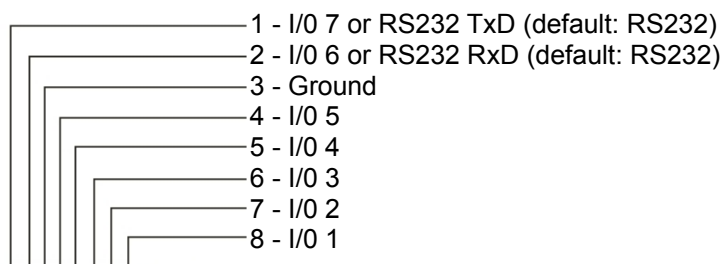 1 - I/0 7 or RS232 TxD (default: RS232)
2 - I/0 6 or RS232 RxD (default: RS232)
3 - Ground
4 - I/0 5
5 - I/0 4
6 - I/0 3
7 - I/0 2
8 - I/0 1